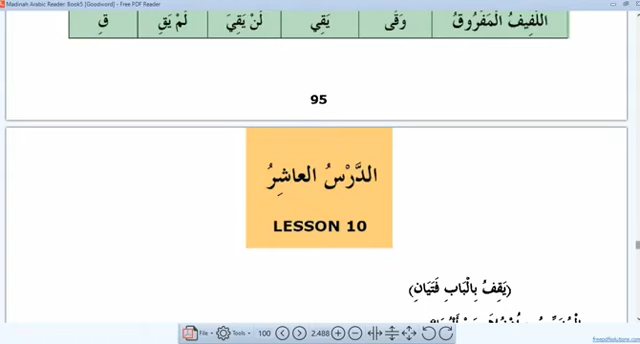 Madinah Arabic Reader: Book5 [Goodword] - Free PDF Reader
اللَّفِيفُ الْمَفْرُوقُ وَقَى يَقِي لَنْ يَقِيَ لَمْ يَقِ قِ
95
الدَّرْسُ العاشِرُ
LESSON 10
(يَقِفُ بِالْبَابِ فَتَيَانِ)
File Tools 100 2.488
freepdfsolutions.com